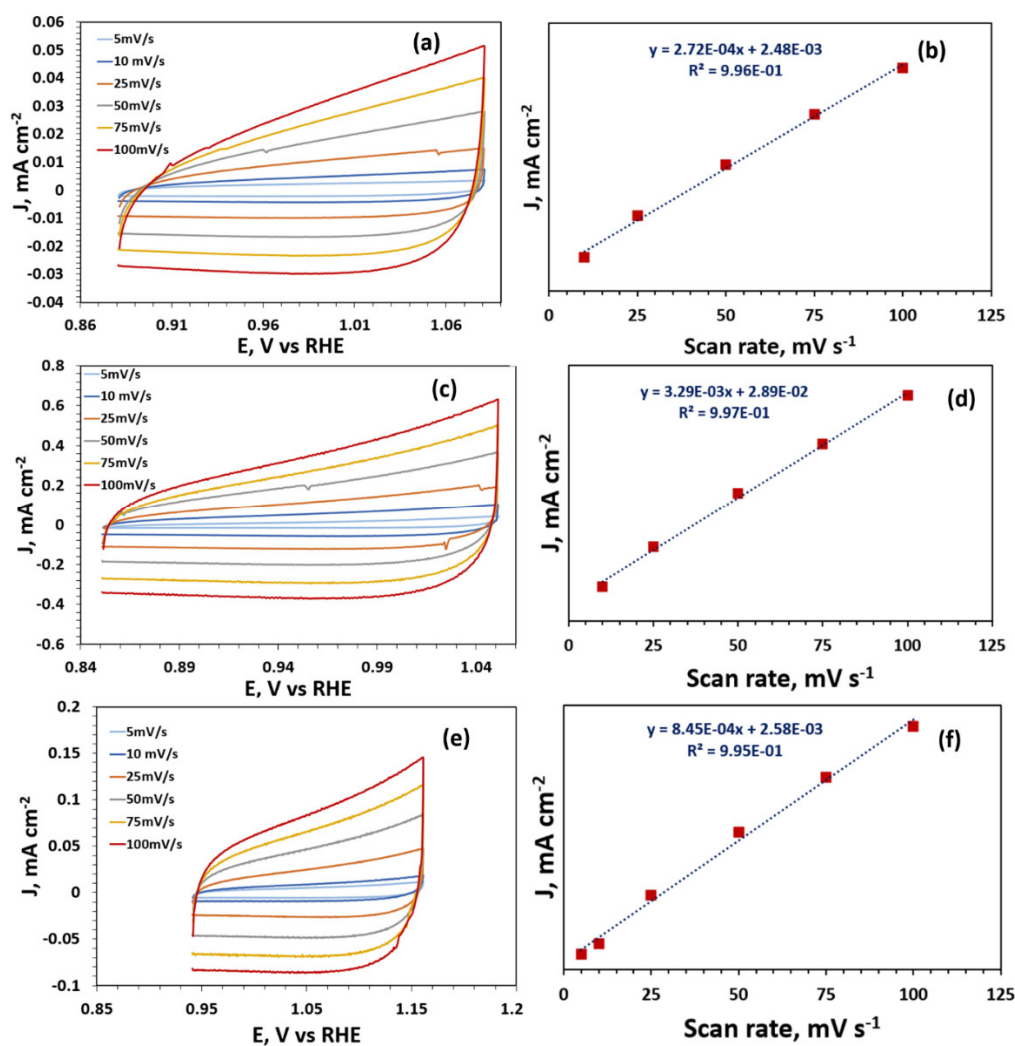 (a)
5mV/s
10 mV/s
25mV/s
50mV/s
75mV/s
100mV/s
J, mA cm-2
0.06
0.05
0.04
0.03
0.02
0.01
0
-0.01
-0.02
-0.03
-0.04
0.86
0.91
0.96
1.01
1.06
E, V vs RHE
(b)
y = 2.72E-04x + 2.48E-03
R² = 9.96E-01
J, mA cm-2
0
25
50
75
100
125
Scan rate, mV s-1
(c)
5mV/s
10 mV/s
25mV/s
50mV/s
75mV/s
100mV/s
J, mA cm-2
0.8
0.6
0.4
0.2
0
-0.2
-0.4
-0.6
0.84
0.89
0.94
0.99
1.04
E, V vs RHE
(d)
y = 3.29E-03x + 2.89E-02
R² = 9.97E-01
J, mA cm-2
0
25
50
75
100
125
Scan rate, mV s-1
(e)
5mV/s
10 mV/s
25mV/s
50mV/s
75mV/s
100mV/s
J, mA cm-2
0.2
0.15
0.1
0.05
0
-0.05
-0.1
0.85
0.95
1.05
1.15
1.2
E, V vs RHE
(f)
y = 8.45E-04x + 2.58E-03
R² = 9.95E-01
J, mA cm-2
0
25
50
75
100
125
Scan rate, mV s-1